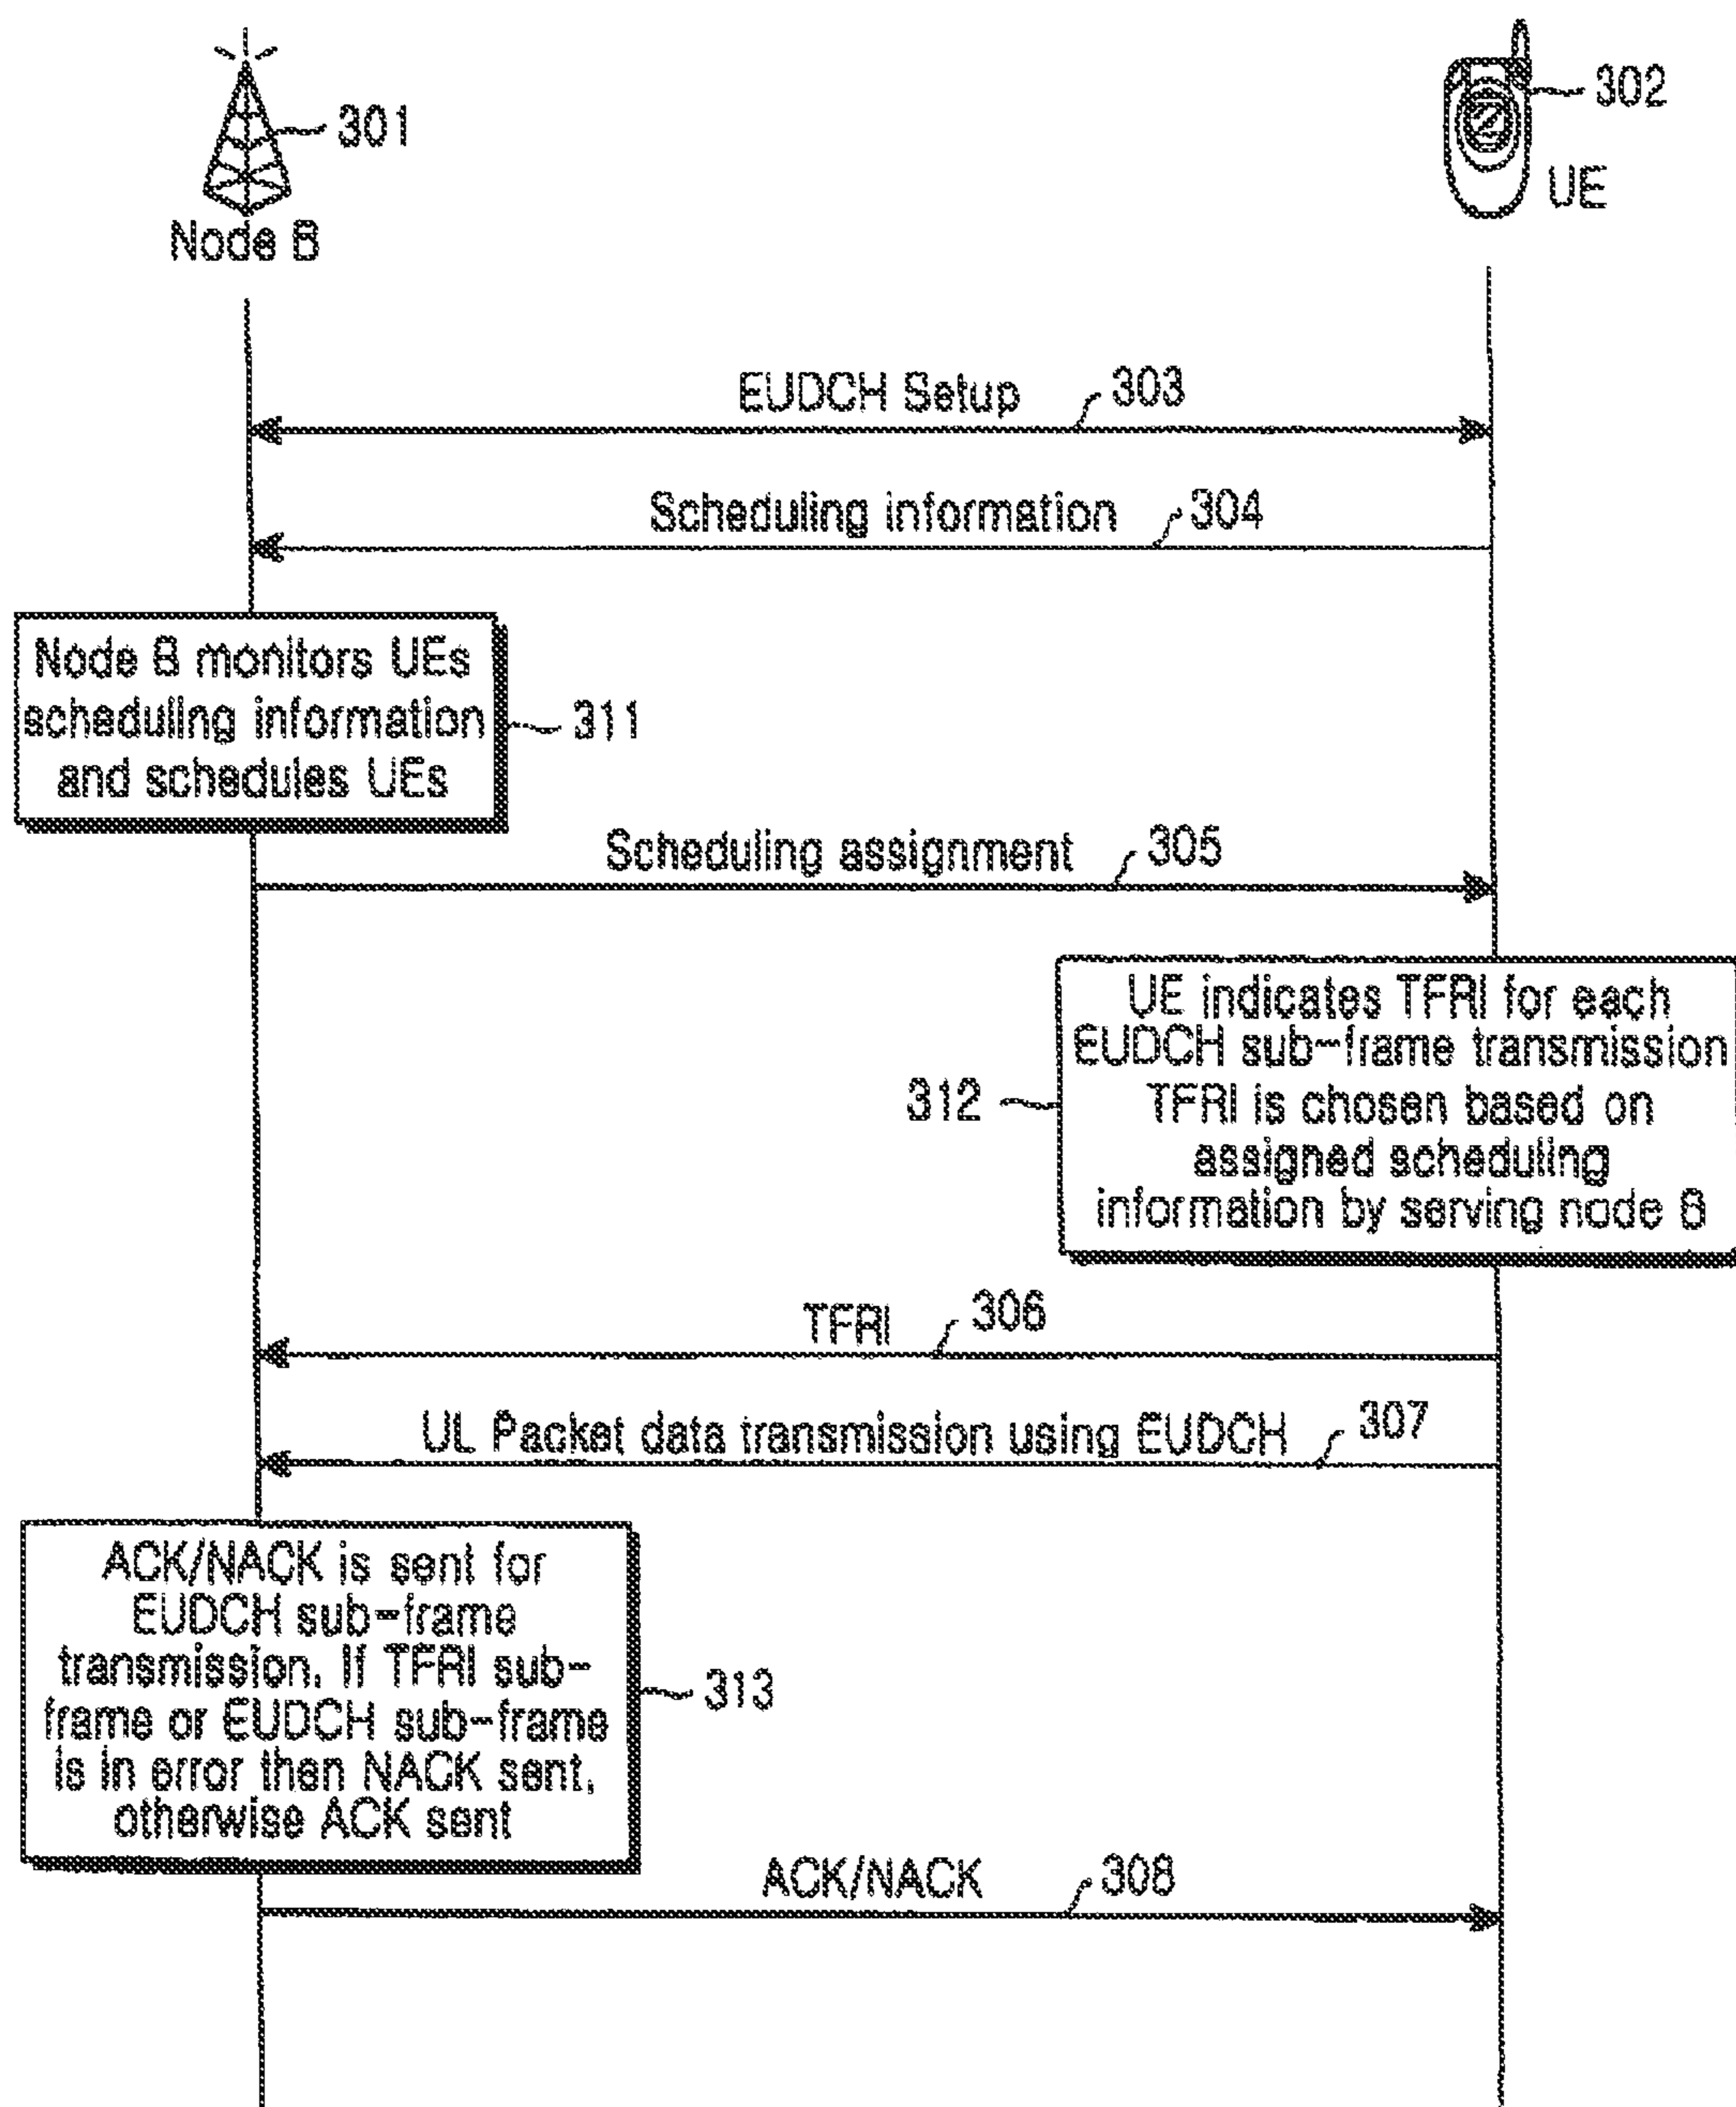 301
302
UE
Node B
EUDCH Setup
303
Scheduling information
304
Node B monitors UEs
scheduling information
and schedules UEs
311
Scheduling assignment
305
UE indicates TFRI for each
EUDCH sub-frame transmission
TFRI is chosen based on
assigned scheduling
information by serving node B
312
TFRI
306
UL Packet data transmission using EUDCH
307
ACK/NACK is sent for
EUDCH sub-frame
transmission. If TFRI sub-
frame or EUDCH sub-frame
is in error then NACK sent,
otherwise ACK sent
313
ACK/NACK
308